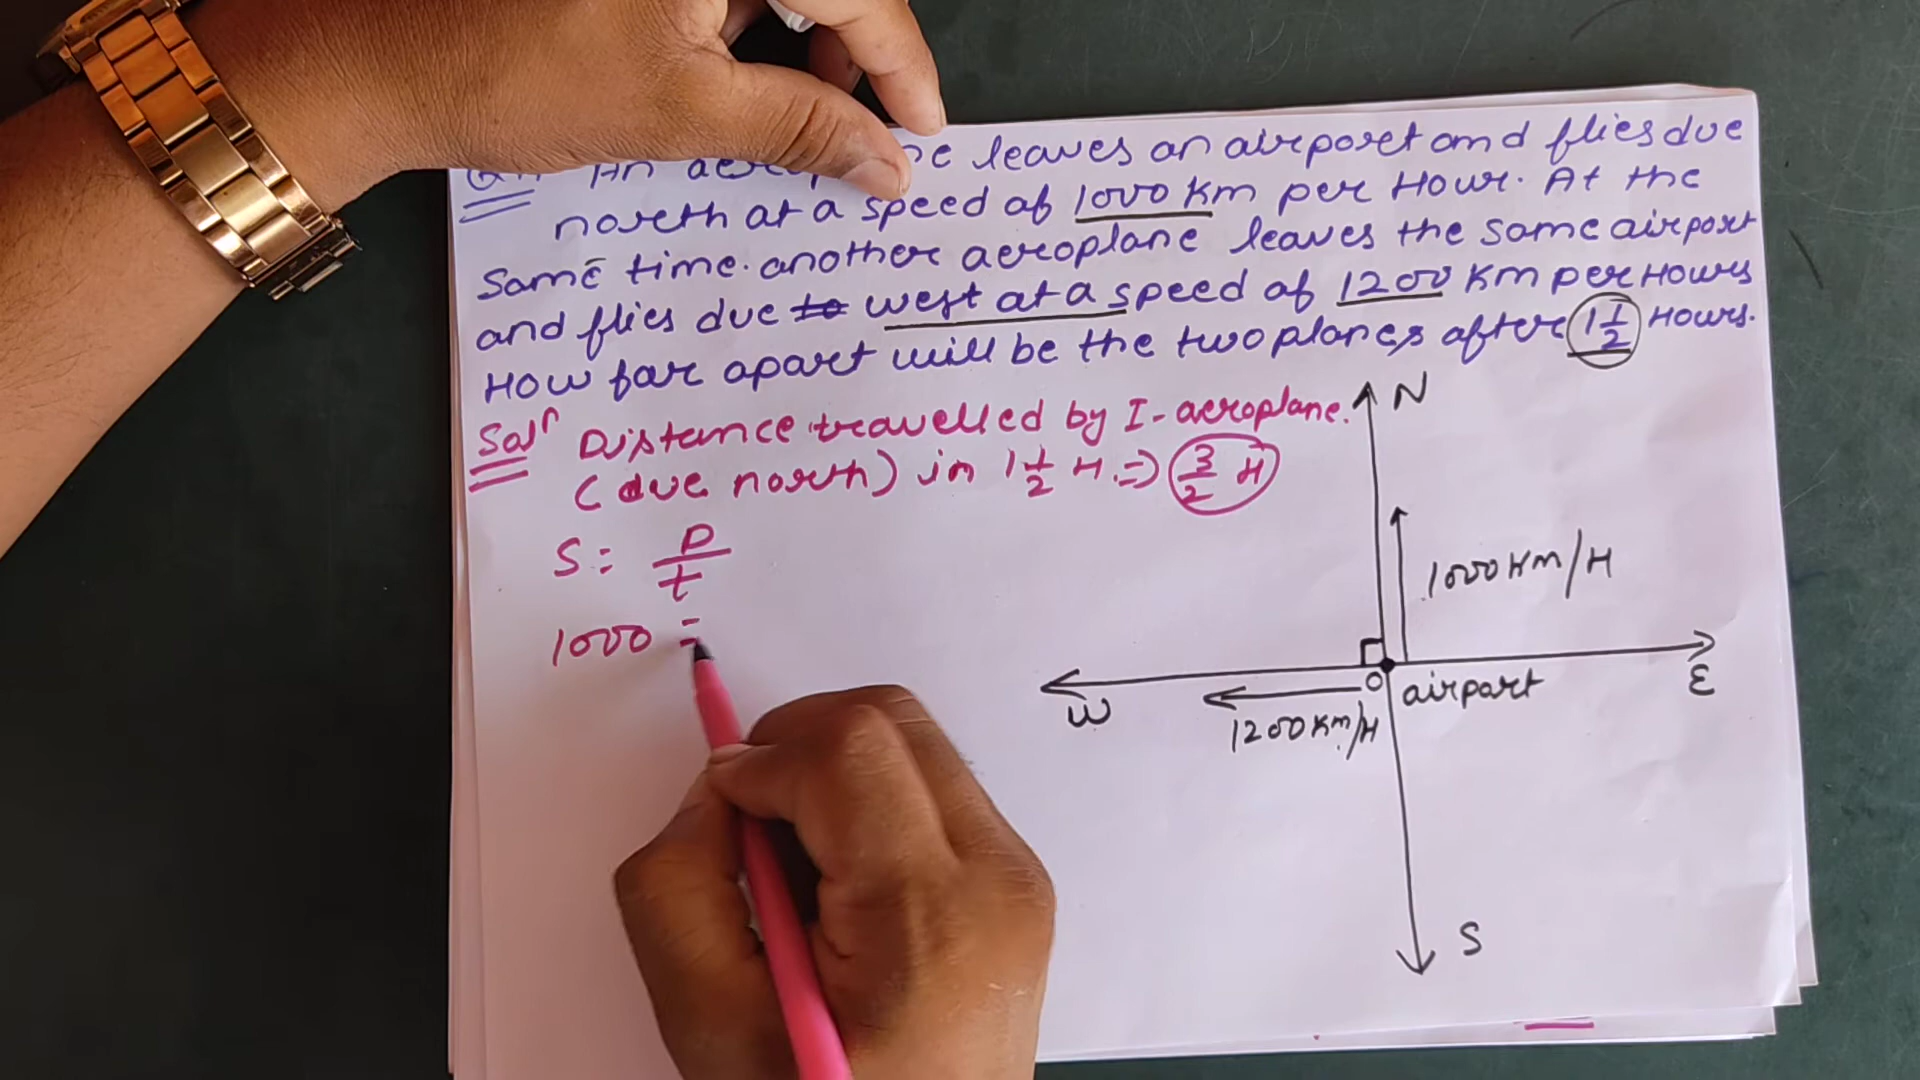 An leaves an airport and flies due
north at a speed of 1000 Km per Hour. At the
same time. another aeroplane leaves the same airport
and flies due to west at a speed of 1200 Km per Hours
How far apart will be the two planes after 1 1/2 Hours.
Solⁿ Distance travelled by I-aeroplane.
(due north) in 1 1/2 H. => 3/2 H
S = D/t
1000 =
N
1000 Km/H
W
O
airpart
E
1200 Km/H
S